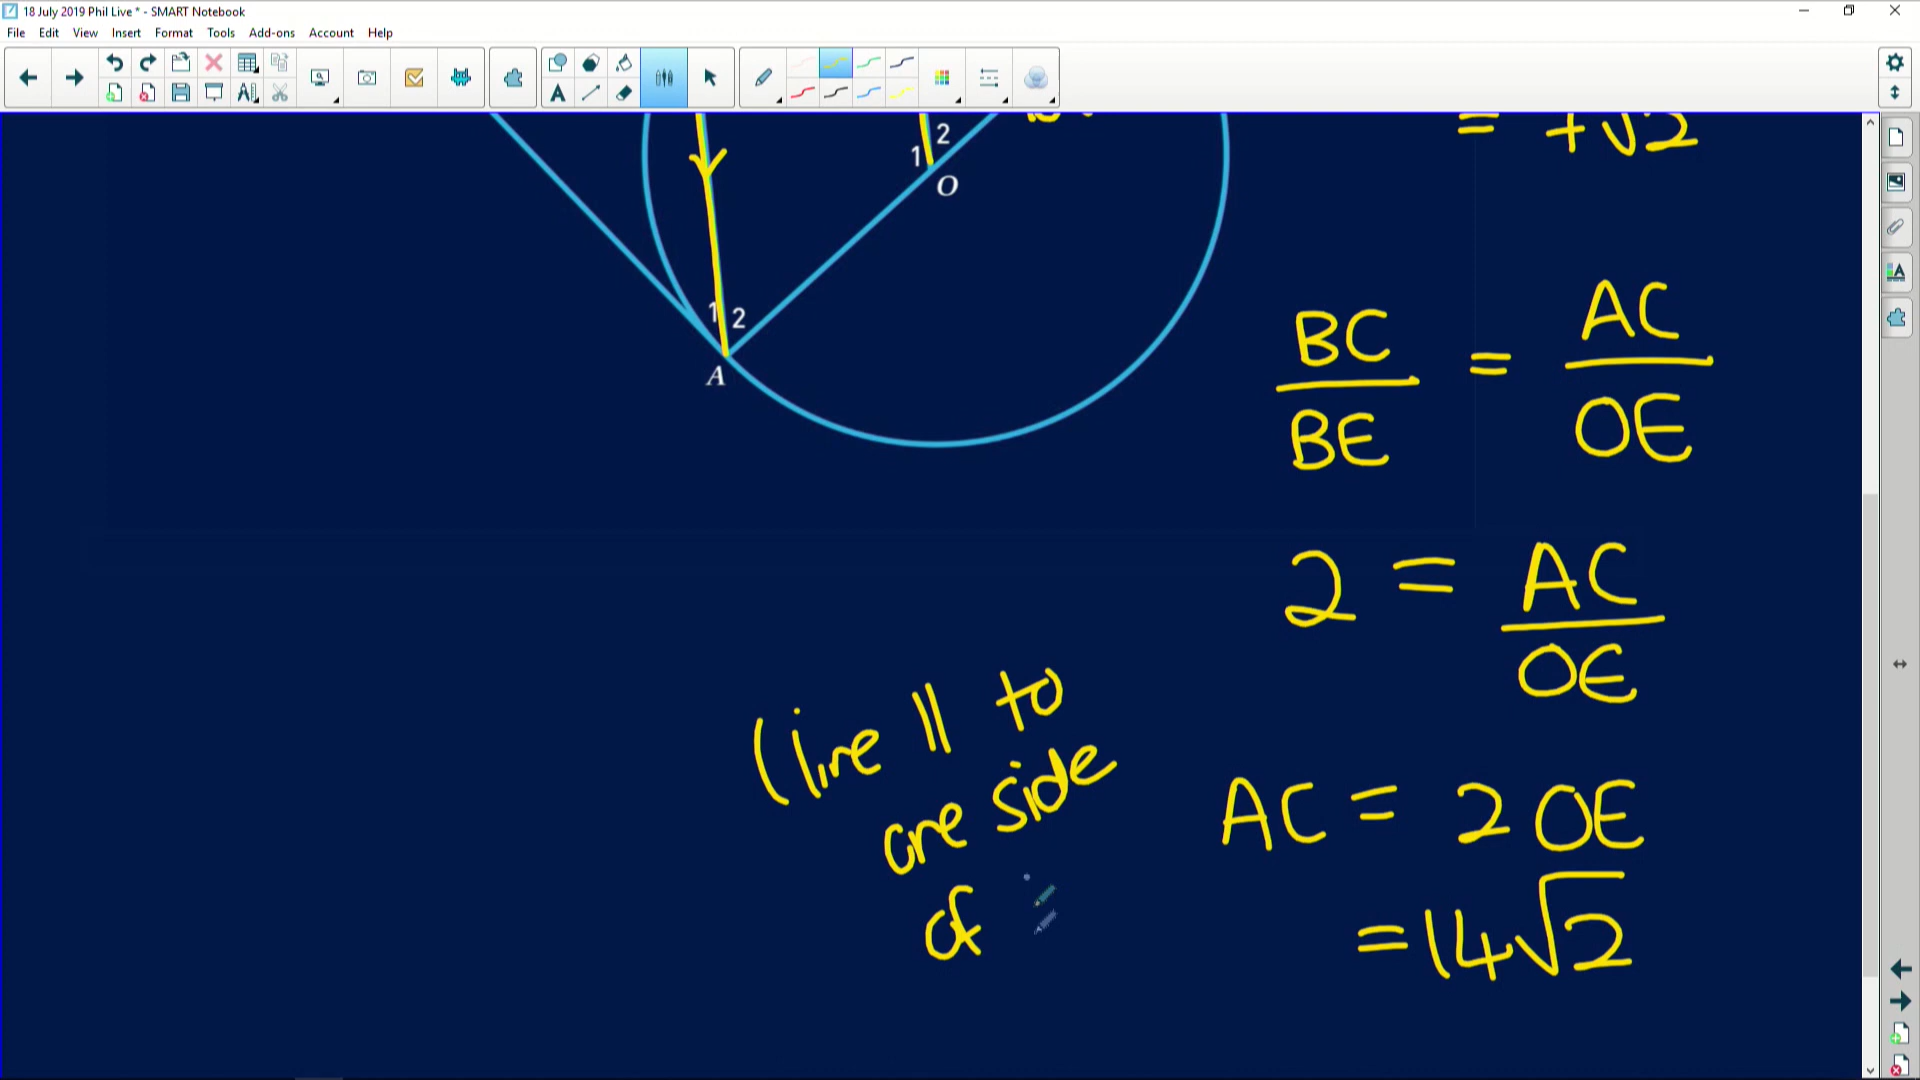 18 July 2019 Phil Live * - SMART Notebook
File Edit View Insert Format Tools Add-ons Account Help
2
1
O
1 2
A
= 7√2
BC/BE = AC/OE
2 = AC/OE
(line || to
one side
of
AC = 2 OE
= 14√2